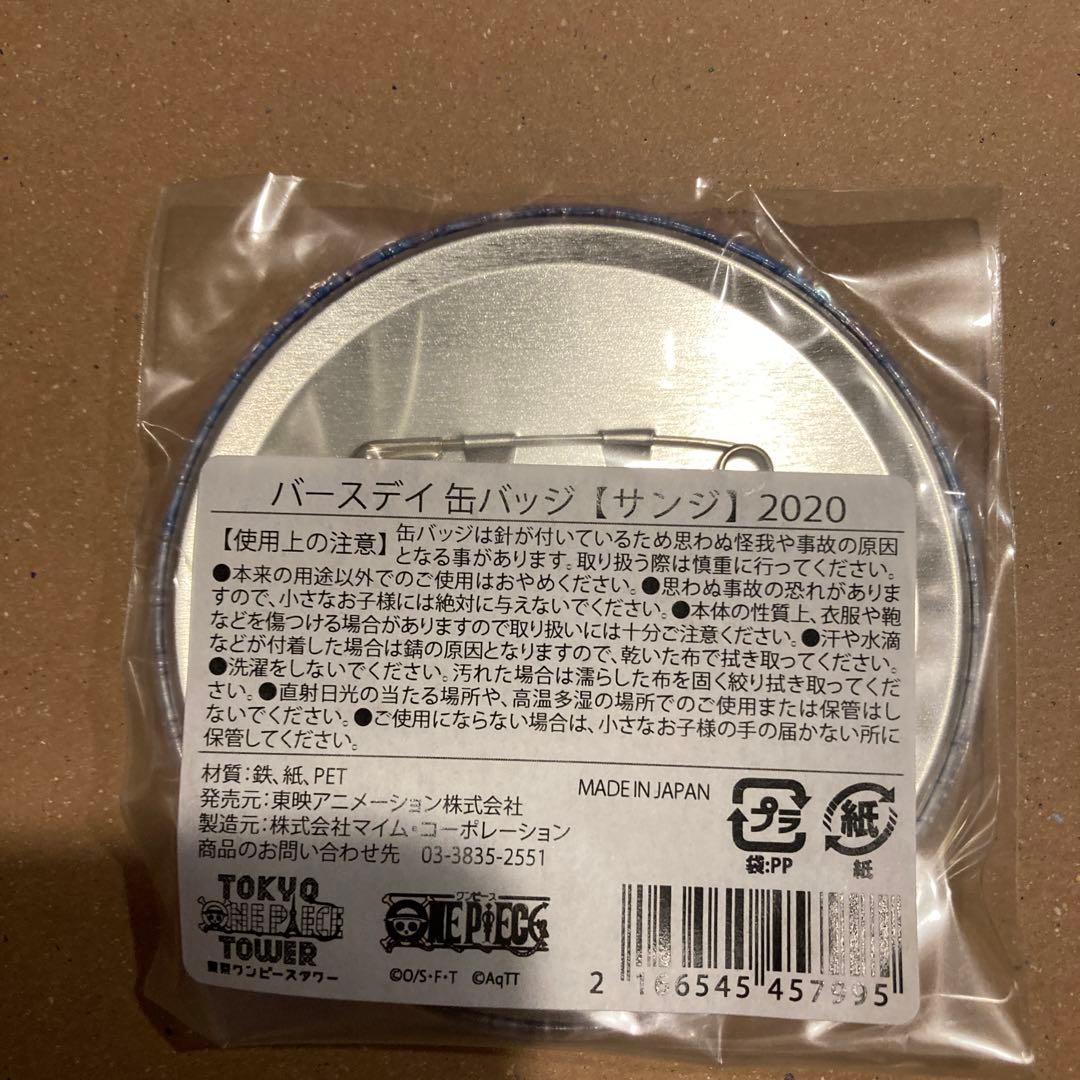 バースデイ 缶バッジ【サンジ】2020
【使用上の注意】缶バッジは針が付いているため思わぬ怪我や事故の原因
となる事があります。取り扱う際は慎重に行ってください。
●本来の用途以外でのご使用はおやめください。●思わぬ事故の恐れがありま
すので、小さなお子様には絶対に与えないでください。●本体の性質上、衣服や鞄
などを傷つける場合がありますので取り扱いには十分ご注意ください。●汗や水滴
などが付着した場合は錆の原因となりますので、乾いた布で拭き取ってください。
●洗濯をしないでください。汚れた場合は濡らした布を固く絞り拭き取ってくだ
さい。●直射日光の当たる場所や、高温多湿の場所でのご使用または保管はし
ないでください。●ご使用にならない場合は、小さなお子様の手の届かない所に
保管してください。
材質:鉄、紙、PET
発売元:東映アニメーション株式会社
製造元:株式会社マイム・コーポレーション
商品のお問い合わせ先 03-3835-2551
MADE IN JAPAN
プラ
袋:PP
紙
紙
TOKYO
ONE PIECE
TOWER
東京ワンピースタワー
ワンピース
ONE PIECE
©O/S・F・T ©AqTT
2 166545 457995